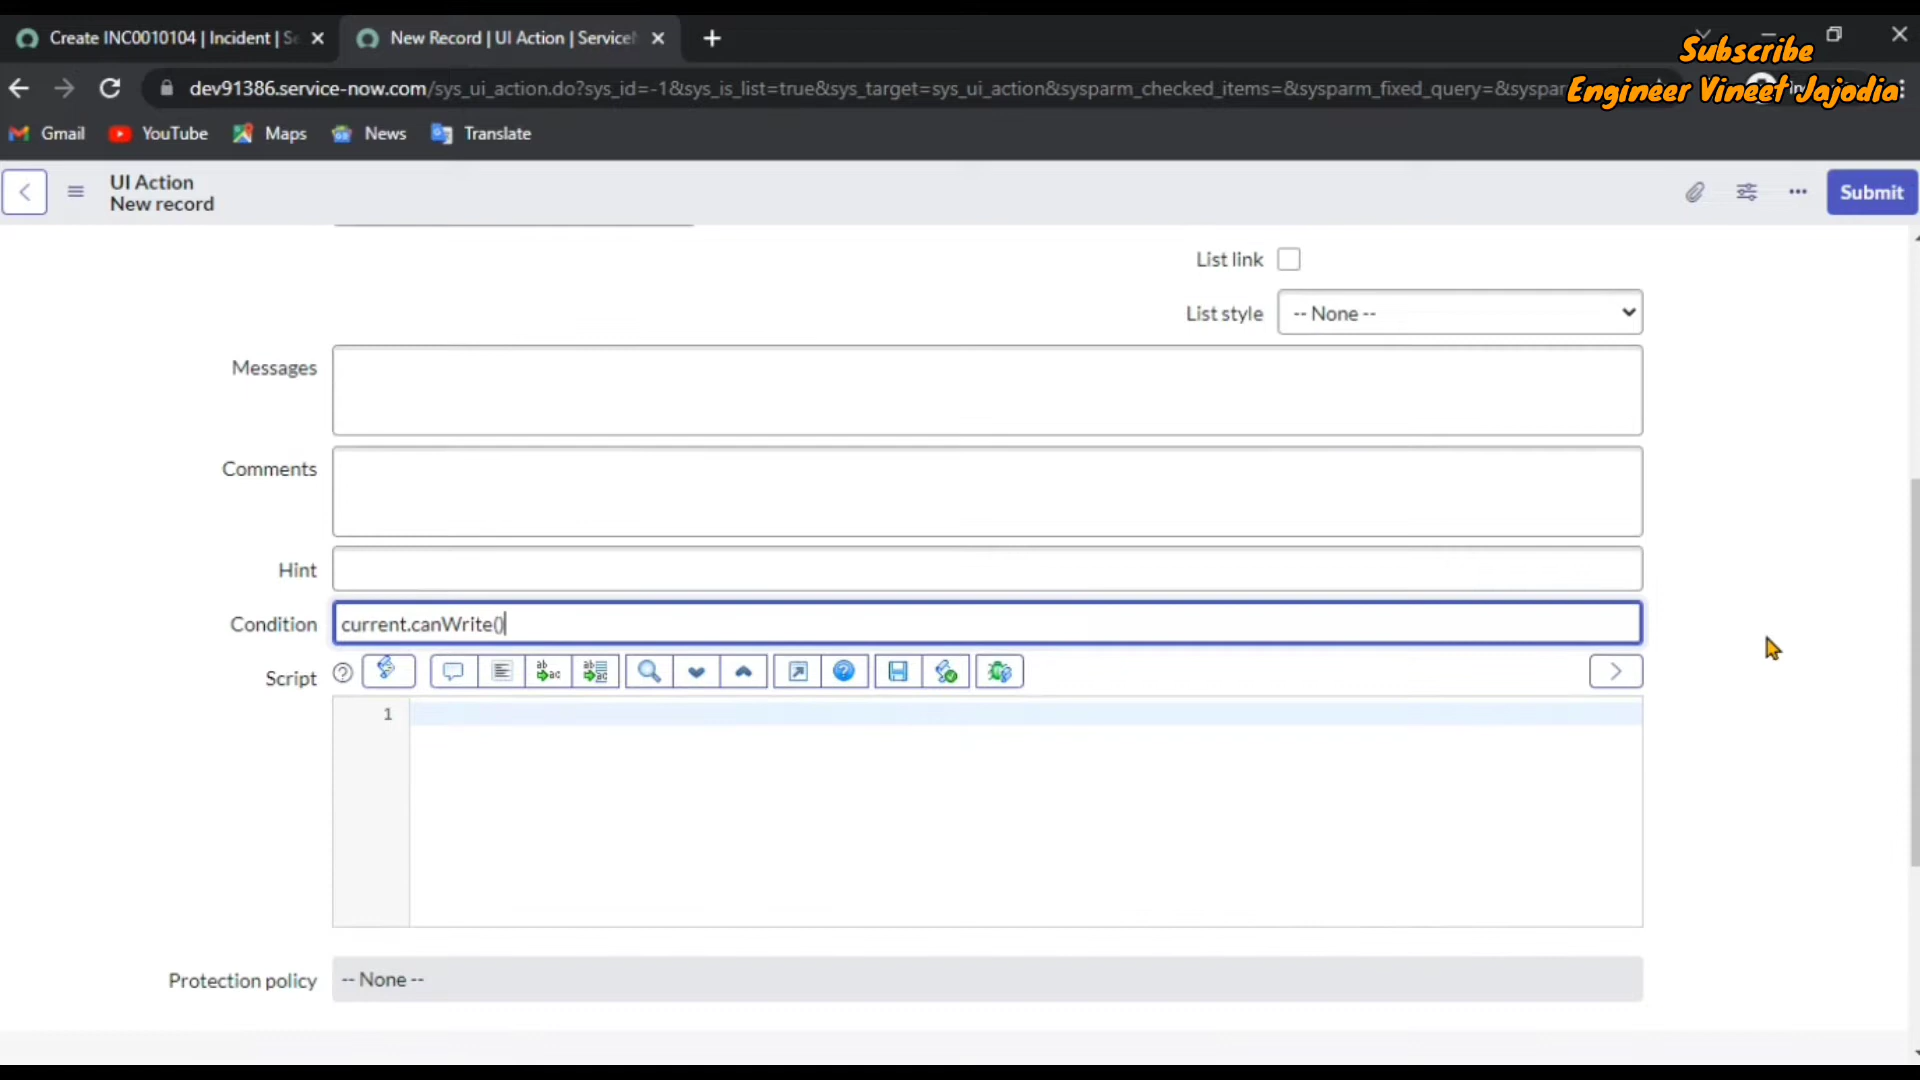 Create INC0010104 | Incident | Se
New Record | UI Action | ServiceN
Subscribe
Engineer Vineet Jajodia
dev91386.service-now.com/sys_ui_action.do?sys_id=-1&sys_is_list=true&sys_target=sys_ui_action&sysparm_checked_items=&sysparm_fixed_query=&syspar
Gmail
YouTube
Maps
News
Translate
UI Action
New record
Submit
List link
List style
-- None --
Messages
Comments
Hint
Condition
current.canWrite()
Script
1
Protection policy
-- None --